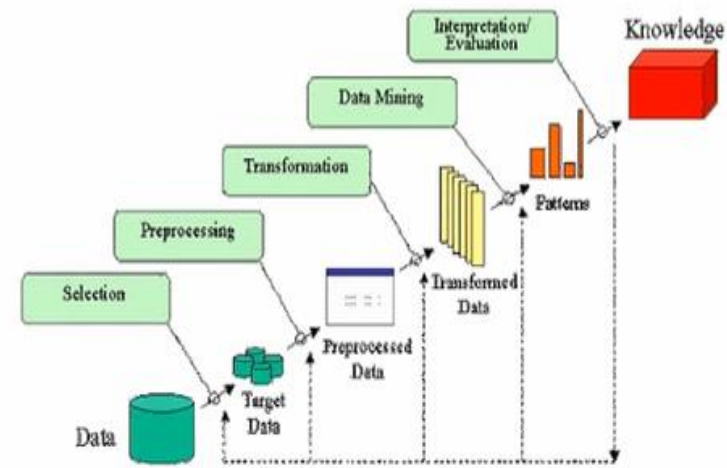 Interpretation/
Evaluation
Knowledge
Data Mining
Transformation
Patterns
Preprocessing
Transformed
Data
Selection
Preprocessed
Data
Target
Data
Data